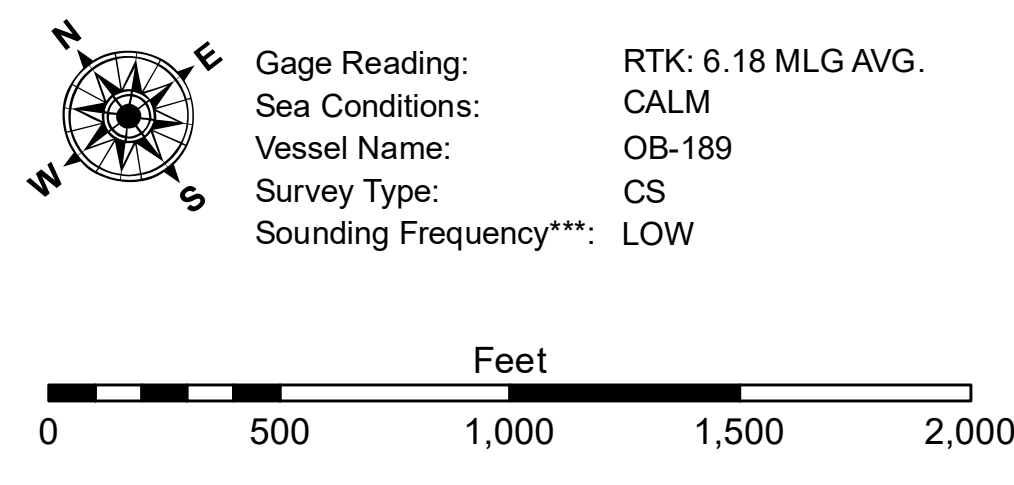 N
E
W
S
Gage Reading: RTK: 6.18 MLG AVG.
Sea Conditions: CALM
Vessel Name: OB-189
Survey Type: CS
Sounding Frequency***: LOW
Feet
0 500 1,000 1,500 2,000